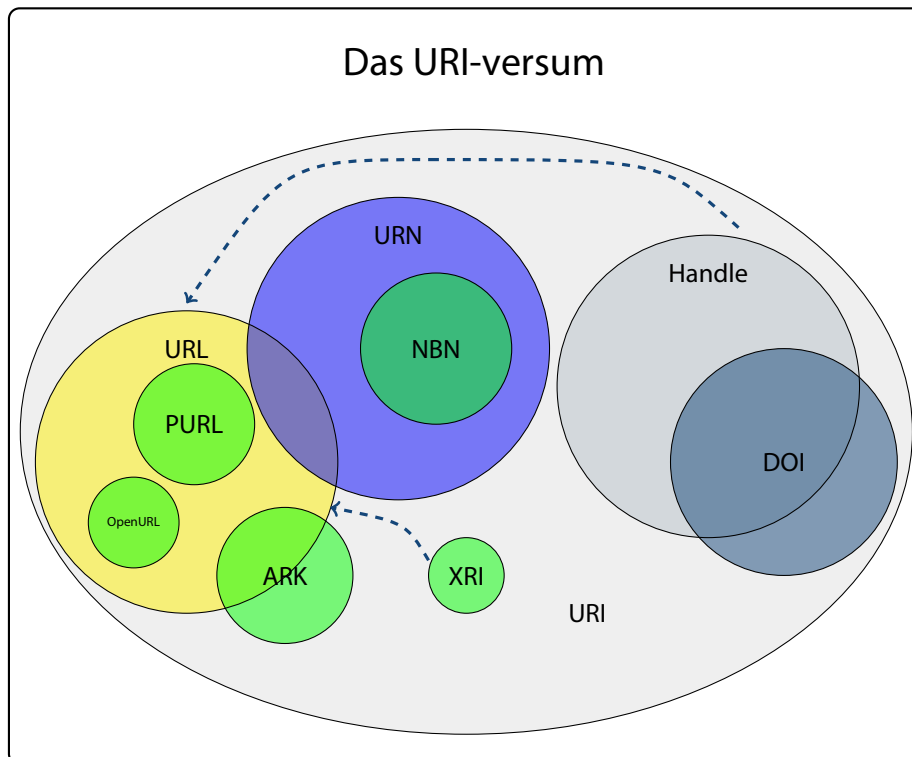 Das URI-versum
URN
Handle
NBN
URL
PURL
DOI
OpenURL
ARK
XRI
URI